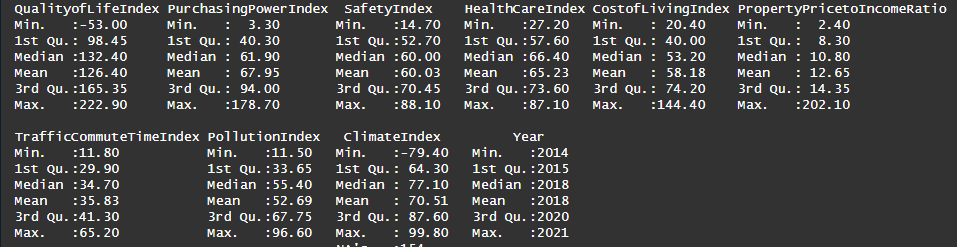 QualityofLifeIndex PurchasingPowerIndex SafetyIndex HealthCareIndex CostofLivingIndex PropertyPricetoIncomeRatio
Min. :-53.00 Min. : 3.30 Min. :14.70 Min. :27.20 Min. : 20.40 Min. : 2.40
1st Qu.: 98.45 1st Qu.: 40.30 1st Qu.:52.70 1st Qu.:57.60 1st Qu.: 40.00 1st Qu.: 8.30
Median :132.40 Median : 61.90 Median :60.00 Median :66.40 Median : 53.20 Median : 10.80
Mean :126.40 Mean : 67.95 Mean :60.03 Mean :65.23 Mean : 58.18 Mean : 12.65
3rd Qu.:165.35 3rd Qu.: 94.00 3rd Qu.:70.45 3rd Qu.:73.60 3rd Qu.: 74.20 3rd Qu.: 14.35
Max. :222.90 Max. :178.70 Max. :88.10 Max. :87.10 Max. :144.40 Max. :202.10
TrafficCommuteTimeIndex PollutionIndex ClimateIndex Year
Min. :11.80 Min. :11.50 Min. :-79.40 Min. :2014
1st Qu.:29.90 1st Qu.:33.65 1st Qu.: 64.30 1st Qu.:2015
Median :34.70 Median :55.40 Median : 77.10 Median :2018
Mean :35.83 Mean :52.69 Mean : 70.51 Mean :2018
3rd Qu.:41.30 3rd Qu.:67.75 3rd Qu.: 87.60 3rd Qu.:2020
Max. :65.20 Max. :96.60 Max. : 99.80 Max. :2021